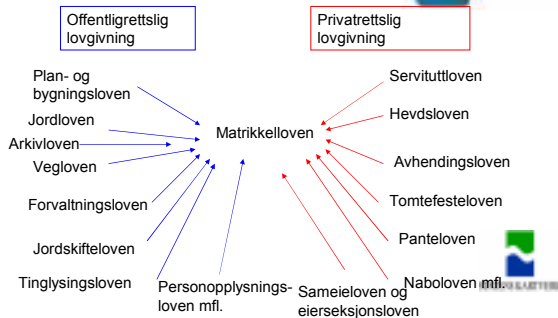 Offentligrettslig
lovgivning
Privatrettslig
lovgivning
Plan- og
bygningsloven
Jordloven
Arkivloven
Vegloven
Forvaltningsloven
Jordskifteloven
Tinglysingsloven
Personopplysnings-
loven mfl.
Matrikkelloven
Servituttloven
Hevdsloven
Avhendingsloven
Tomtefesteloven
Panteloven
Naboloven mfl.
Sameieloven og
eierseksjonsloven